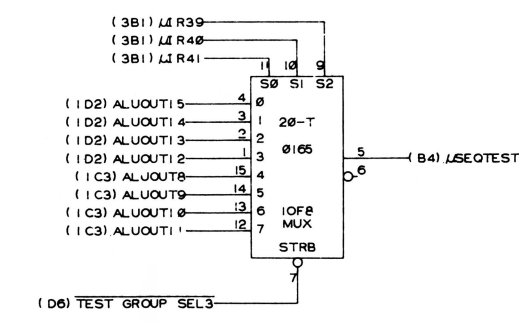 (3B1) μIR39
(3B1) μIR40
(3B1) μIR41
11 10 9
S0 S1 S2
(1D2) ALUOUT15 4 0
(1D2) ALUOUT14 3 1 20-T
(1D2) ALUOUT13 2 2 0165
(1D2) ALUOUT12 1 3 5 (B4) μSEQTEST
(1C3) ALUOUT8 15 4 6
(1C3) ALUOUT9 14 5
(1C3) ALUOUT10 13 6 1OF8
(1C3) ALUOUT11 12 7 MUX
STRB
7
(D6) TEST GROUP SEL3